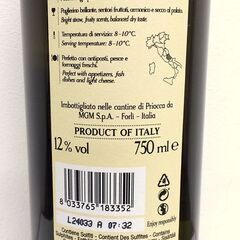 Paglierino brillante, sentori fruttati, armonico e secco al palato.
Bright straw, fruity scents, balanced dry taste.
Temperatura di servizio: 8-10°C.
Serving temperature: 8-10°C.
Perfetto con antipasti, pesce e
formaggi freschi.
Perfect with appetizers, fish
dishes and light cheese.
Imbottigliato nelle cantine di Priocca da
MGM S.p.A. - Forlì - Italia
PRODUCT OF ITALY
12% vol
750 ml e
8 033765 183352
L24033 A 07:32
Enjoy responsibly
Contiene Solfiti - Contient Des Sulfites - Contains